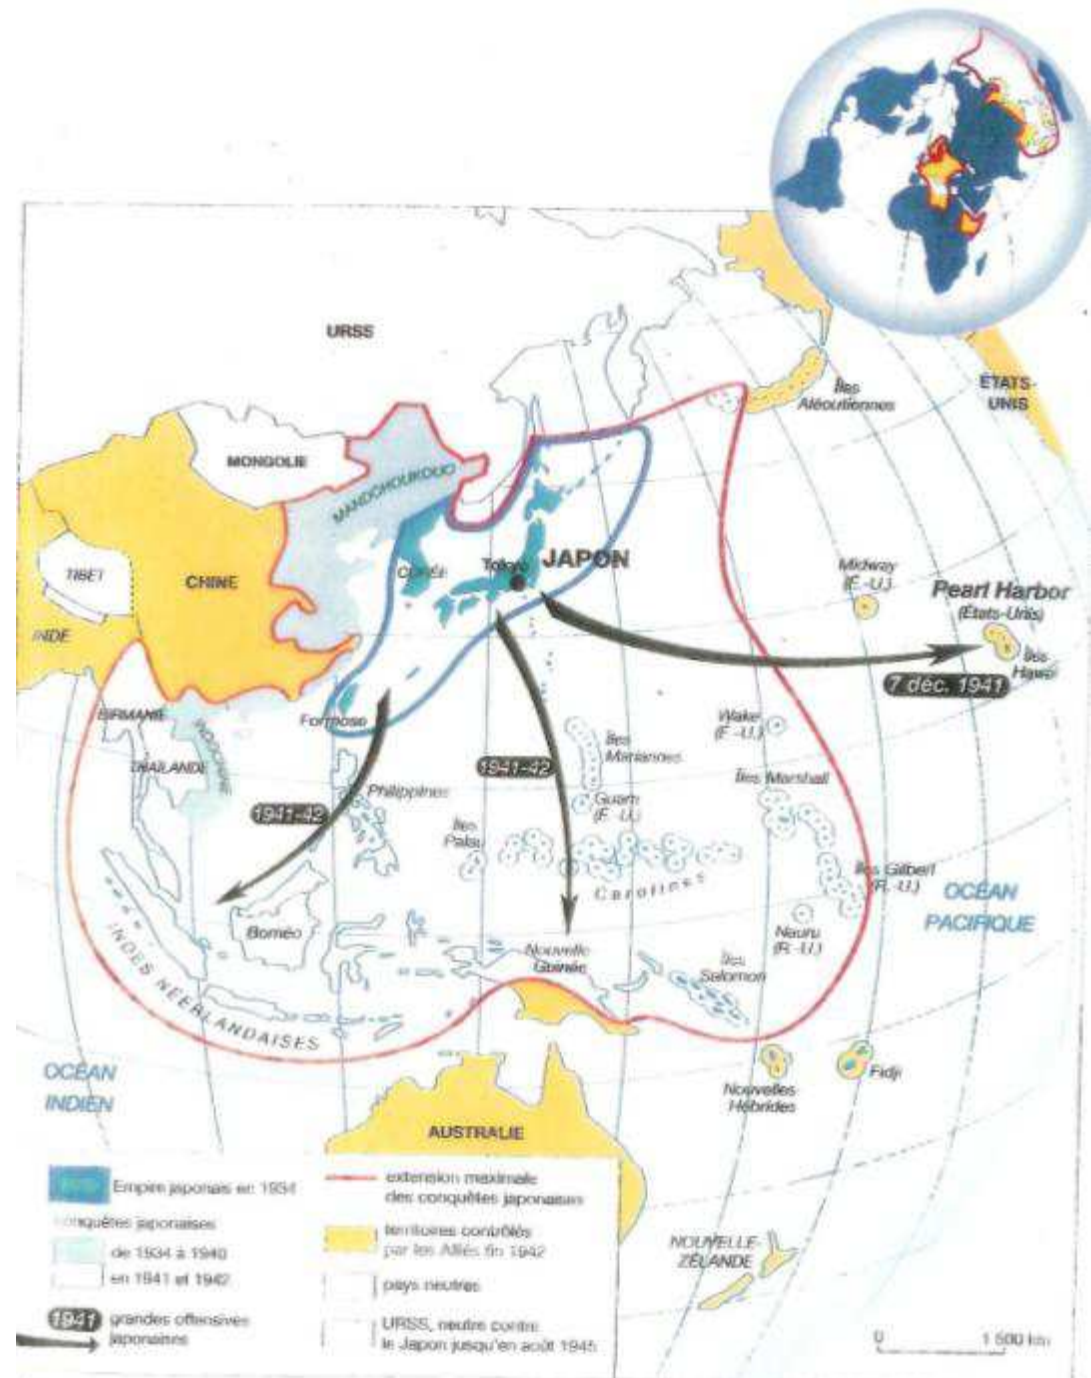 URSS
Îles
Aléoutiennes
ÉTATS-
UNIS
MONGOLIE
MANDCHOUKOUO
TIBET
CHINE
CORÉE
Tokyo
JAPON
Midway
(É.-U.)
Pearl Harbor
(États-Unis)
INDE
Îles
Hawaï
7 déc. 1941
BIRMANIE
Formose
INDOCHINE
Wake
(É.-U.)
Îles
Mariannes
THAÏLANDE
1941-42
Îles Marshall
Philippines
1941-42
Guam
(É.-U.)
Îles
Palau
Carolines
Îles Gilbert
(R.-U.)
OCÉAN
PACIFIQUE
Bornéo
Nauru
(R.-U.)
Nouvelle
Guinée
Îles
Salomon
INDES NÉERLANDAISES
OCÉAN
INDIEN
Nouvelles
Hébrides
Fidji
AUSTRALIE
Empire japonais en 1934
conquêtes japonaises
de 1934 à 1940
en 1941 et 1942
1941 grandes offensives
japonaises
extension maximale
des conquêtes japonaises
territoires contrôlés
par les Alliés fin 1942
pays neutres
URSS, neutre contre
le Japon jusqu'en août 1945
NOUVELLE-
ZÉLANDE
0 1 500 km